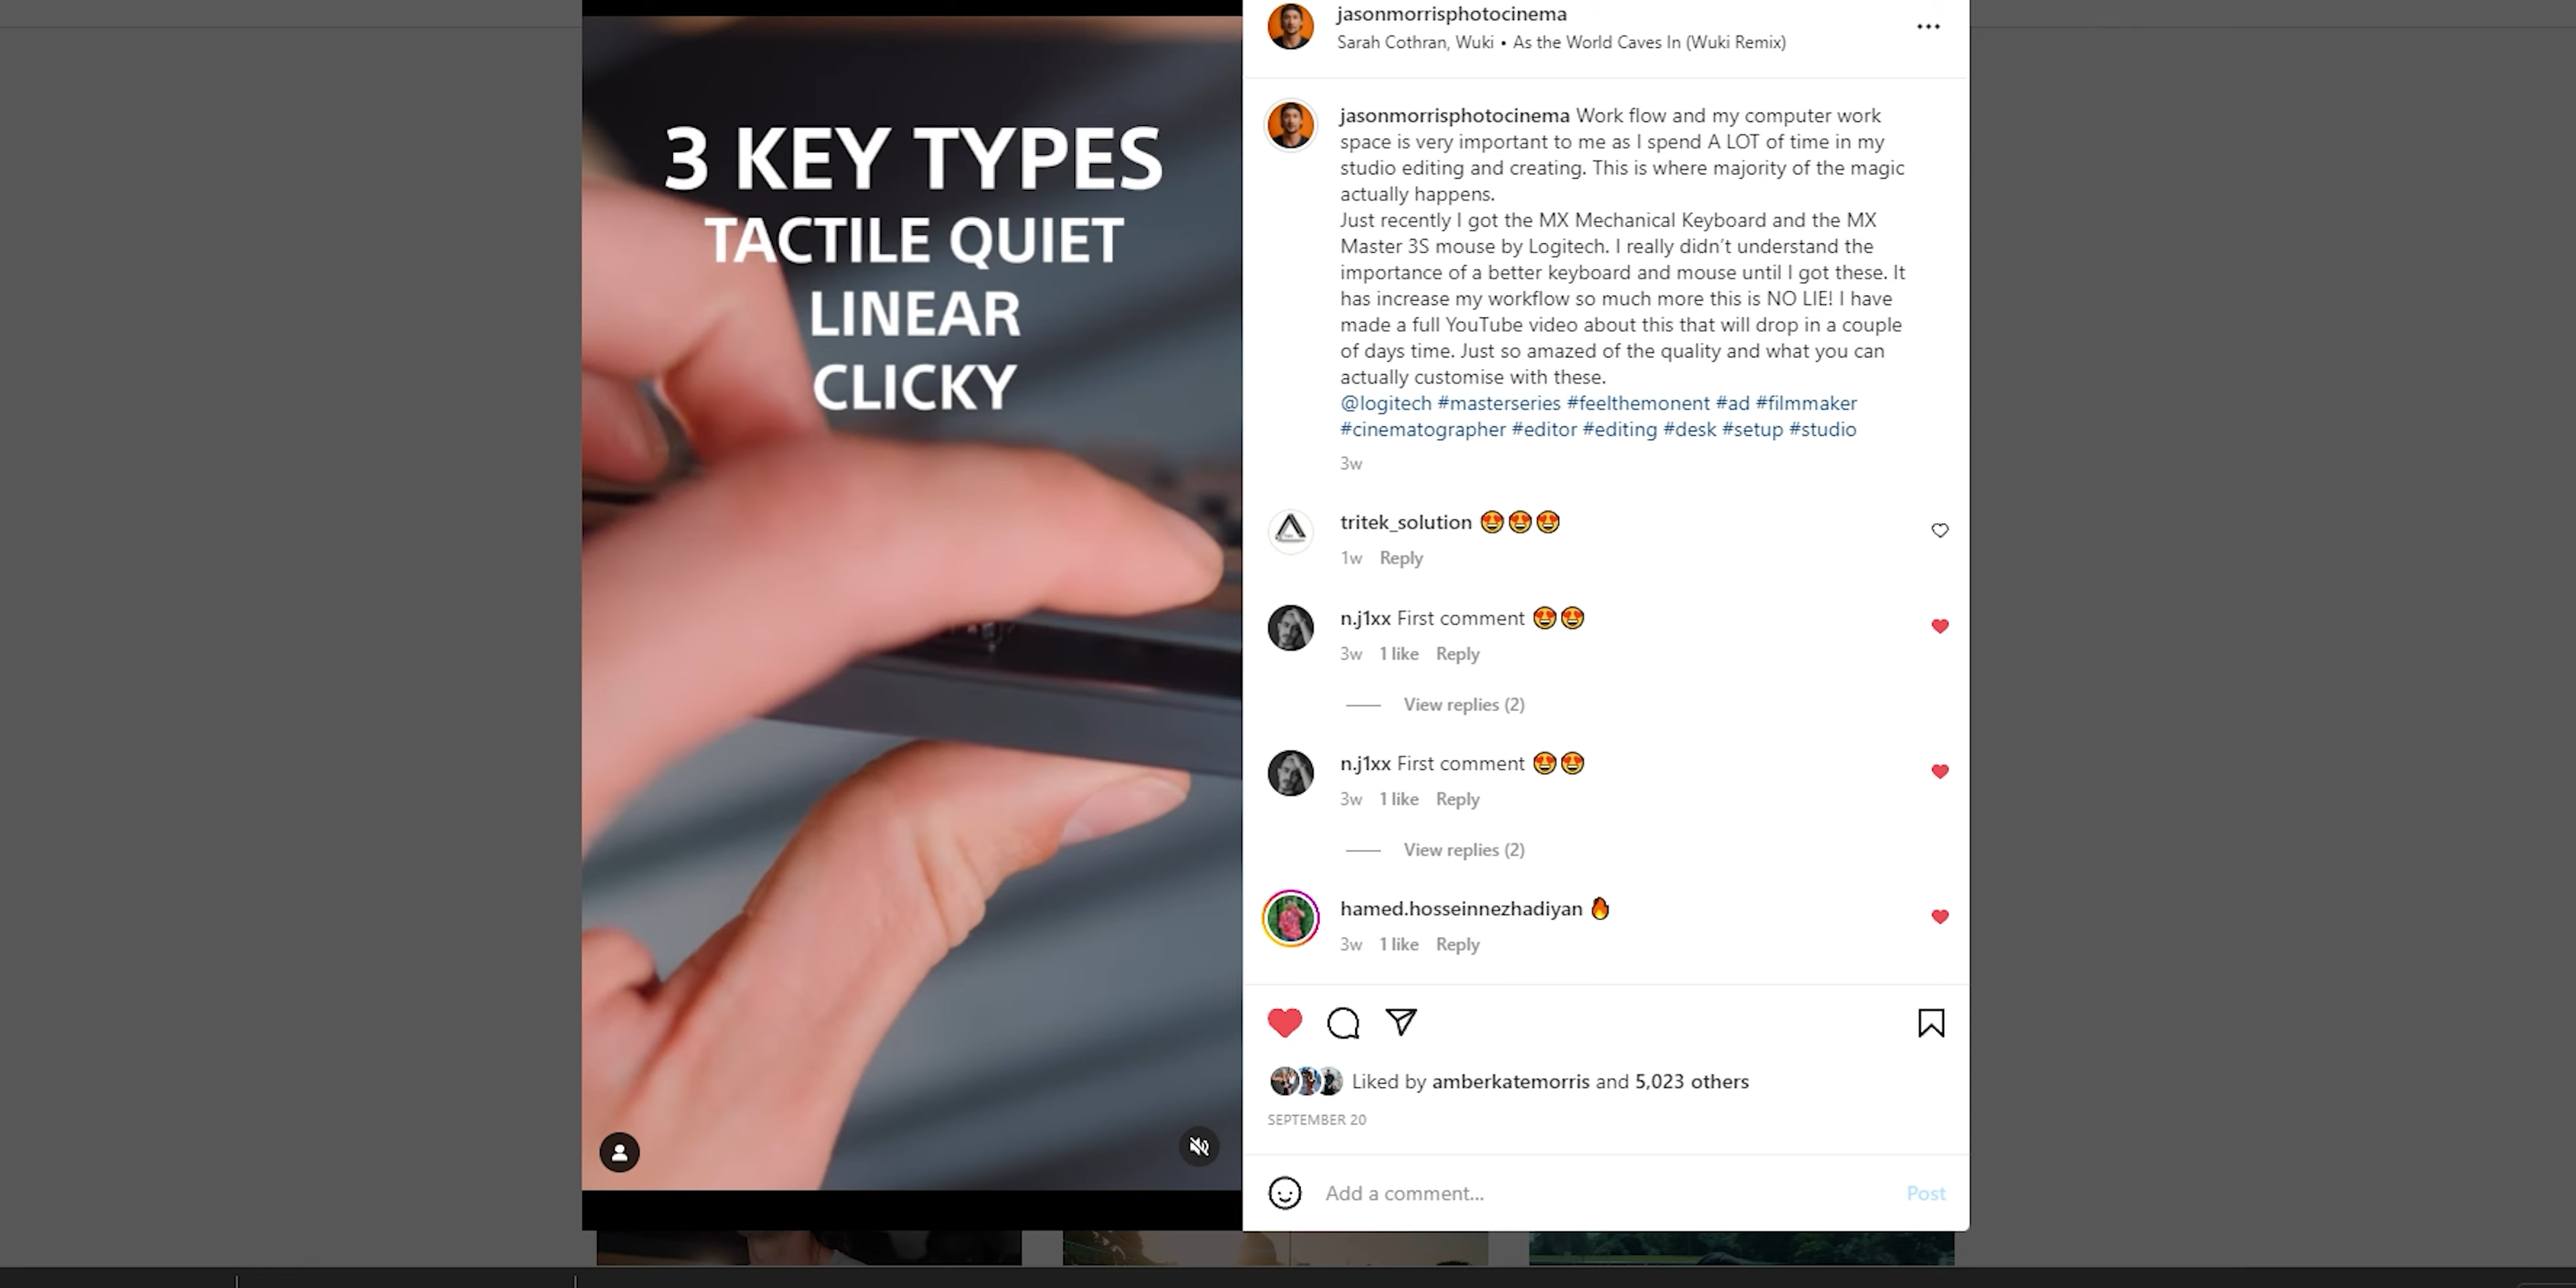 3 KEY TYPES
TACTILE QUIET
LINEAR
CLICKY
jasonmorrisphotocinema
Sarah Cothran, Wuki • As the World Caves In (Wuki Remix)
jasonmorrisphotocinema Work flow and my computer work
space is very important to me as I spend A LOT of time in my
studio editing and creating. This is where majority of the magic
actually happens.
Just recently I got the MX Mechanical Keyboard and the MX
Master 3S mouse by Logitech. I really didn’t understand the
importance of a better keyboard and mouse until I got these. It
has increase my workflow so much more this is NO LIE! I have
made a full YouTube video about this that will drop in a couple
of days time. Just so amazed of the quality and what you can
actually customise with these.
@logitech #masterseries #feelthemonent #ad #filmmaker
#cinematographer #editor #editing #desk #setup #studio
3w
tritek_solution 😍😍😍
1w Reply
n.j1xx First comment 😍😍
3w 1 like Reply
View replies (2)
n.j1xx First comment 😍😍
3w 1 like Reply
View replies (2)
hamed.hosseinnezhadiyan 🔥
3w 1 like Reply
Liked by amberkatemorris and 5,023 others
SEPTEMBER 20
Add a comment... Post